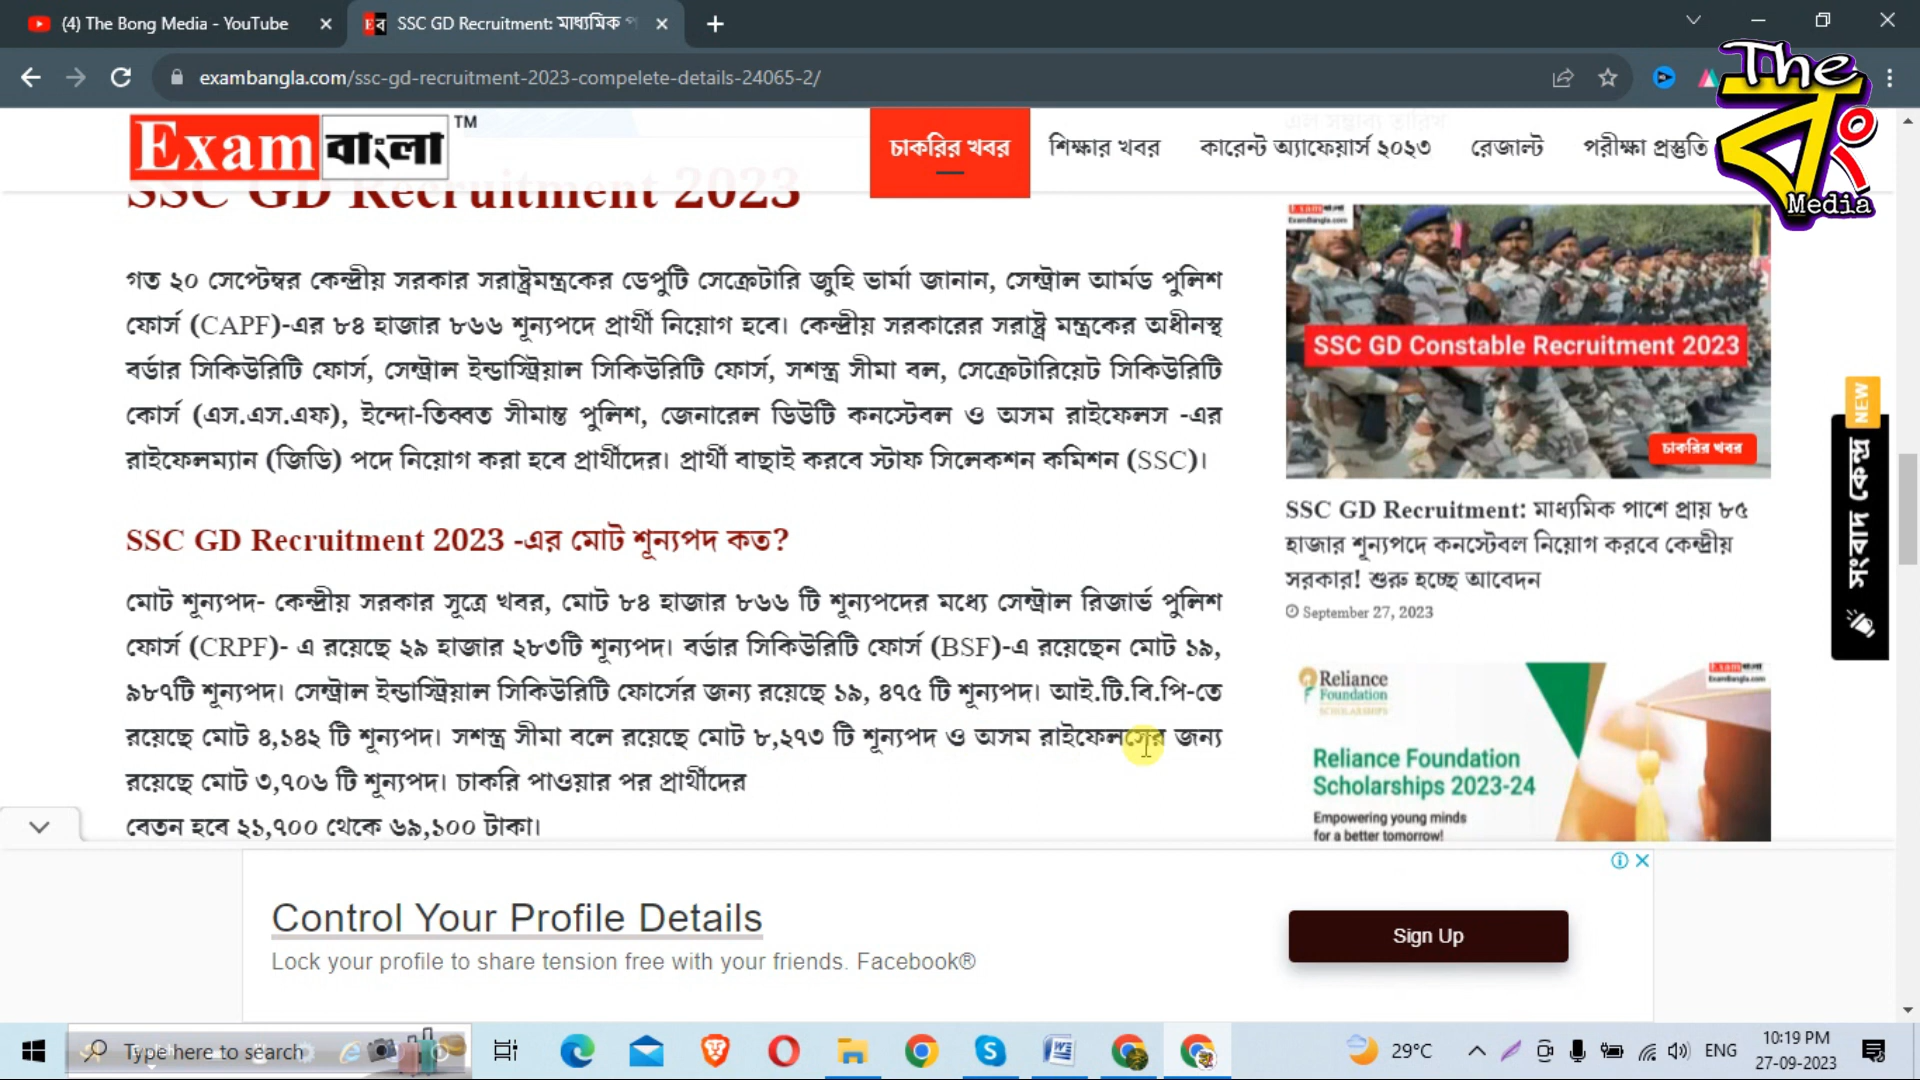 (4) The Bong Media - YouTube
SSC GD Recruitment: মাধ্যমিক প
exambangla.com/ssc-gd-recruitment-2023-compelete-details-24065-2/
The
বং
Media
Exam বাংলা ™
চাকরির খবর
শিক্ষার খবর
কারেন্ট অ্যাফেয়ার্স ২০২৩
রেজাল্ট
পরীক্ষা প্রস্তুতি
SSC GD Recruitment 2023
গত ২০ সেপ্টেম্বর কেন্দ্রীয় সরকার সরাষ্ট্রমন্ত্রকের ডেপুটি সেক্রেটারি জুহি ভার্মা জানান, সেন্ট্রাল আর্মড পুলিশ
ফোর্স (CAPF)-এর ৮৪ হাজার ৮৬৬ শূন্যপদে প্রার্থী নিয়োগ হবে। কেন্দ্রীয় সরকারের সরাষ্ট্র মন্ত্রকের অধীনস্থ
বর্ডার সিকিউরিটি ফোর্স, সেন্ট্রাল ইন্ডাস্ট্রিয়াল সিকিউরিটি ফোর্স, সশস্ত্র সীমা বল, সেক্রেটারিয়েট সিকিউরিটি
কোর্স (এস.এস.এফ), ইন্দো-তিব্বত সীমান্ত পুলিশ, জেনারেল ডিউটি কনস্টেবল ও অসম রাইফেলস -এর
রাইফেলম্যান (জিডি) পদে নিয়োগ করা হবে প্রার্থীদের। প্রার্থী বাছাই করবে স্টাফ সিলেকশন কমিশন (SSC)।
SSC GD Recruitment 2023 -এর মোট শূন্যপদ কত?
মোট শূন্যপদ- কেন্দ্রীয় সরকার সূত্রে খবর, মোট ৮৪ হাজার ৮৬৬ টি শূন্যপদের মধ্যে সেন্ট্রাল রিজার্ভ পুলিশ
ফোর্স (CRPF)- এ রয়েছে ২৯ হাজার ২৮৩টি শূন্যপদ। বর্ডার সিকিউরিটি ফোর্স (BSF)-এ রয়েছেন মোট ১৯,
৯৮৭টি শূন্যপদ। সেন্ট্রাল ইন্ডাস্ট্রিয়াল সিকিউরিটি ফোর্সের জন্য রয়েছে ১৯, ৪৭৫ টি শূন্যপদ। আই.টি.বি.পি-তে
রয়েছে মোট ৪,১৪২ টি শূন্যপদ। সশস্ত্র সীমা বলে রয়েছে মোট ৮,২৭৩ টি শূন্যপদ ও অসম রাইফেলসের জন্য
রয়েছে মোট ৩,৭০৬ টি শূন্যপদ। চাকরি পাওয়ার পর প্রার্থীদের
বেতন হবে ২১,৭০০ থেকে ৬৯,১০০ টাকা।
SSC GD Constable Recruitment 2023
চাকরির খবর
SSC GD Recruitment: মাধ্যমিক পাশে প্রায় ৮৫
হাজার শূন্যপদে কনস্টেবল নিয়োগ করবে কেন্দ্রীয়
সরকার! শুরু হচ্ছে আবেদন
September 27, 2023
Reliance
Foundation
SCHOLARSHIPS
ExamBangla.com
Reliance Foundation
Scholarships 2023-24
Empowering young minds
for a better tomorrow!
NEW
সংবাদ কেন্দ্র
Control Your Profile Details
Lock your profile to share tension free with your friends. Facebook®
Sign Up
Type here to search
29°C
ENG
10:19 PM
27-09-2023